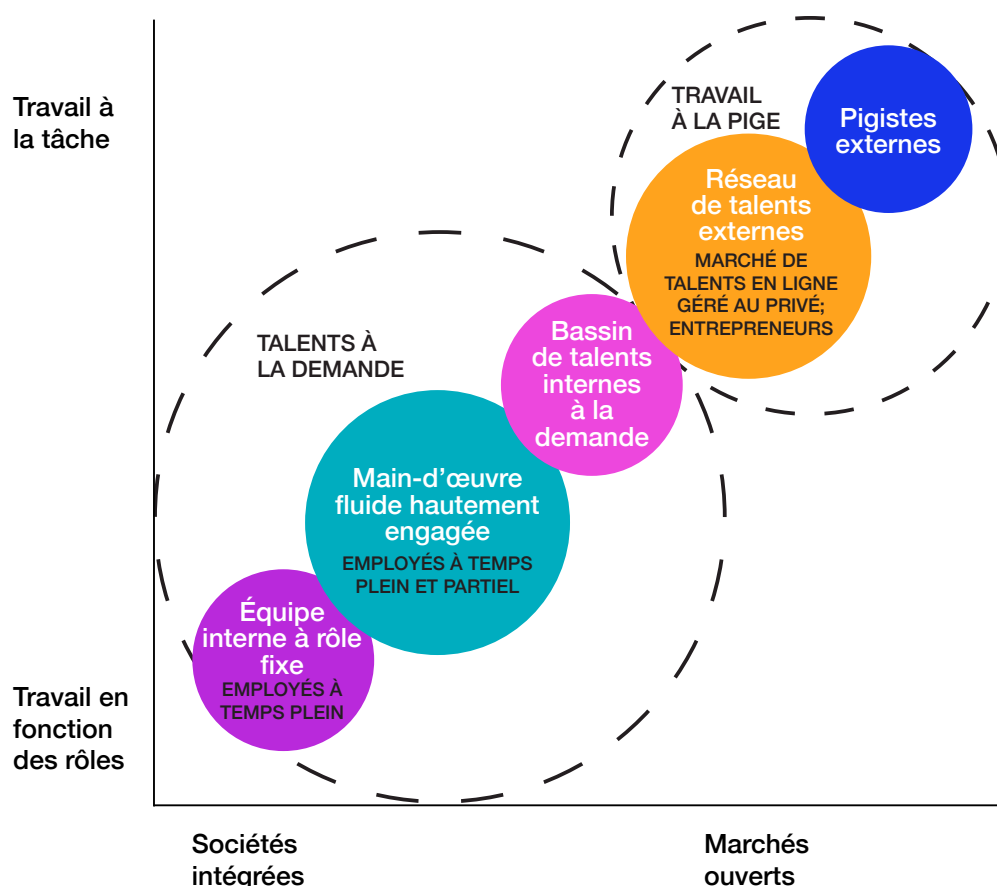 Travail à
la tâche
TRAVAIL
À LA PIGE
Pigistes
externes
Réseau
de talents
externes
MARCHÉ DE
TALENTS EN LIGNE
GÉRÉ AU PRIVÉ;
ENTREPRENEURS
TALENTS À
LA DEMANDE
Bassin
de talents
internes
à la
demande
Main-d’œuvre
fluide hautement
engagée
EMPLOYÉS À TEMPS
PLEIN ET PARTIEL
Équipe
interne à rôle
fixe
EMPLOYÉS À
TEMPS PLEIN
Travail en
fonction
des rôles
Sociétés
intégrées
Marchés
ouverts